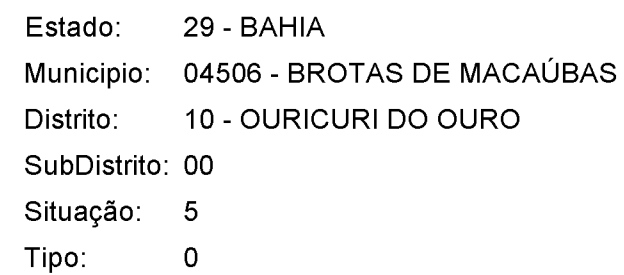 Estado: 29 - BAHIA
Municipio: 04506 - BROTAS DE MACAÚBAS
Distrito: 10 - OURICURI DO OURO
SubDistrito: 00
Situação: 5
Tipo: 0